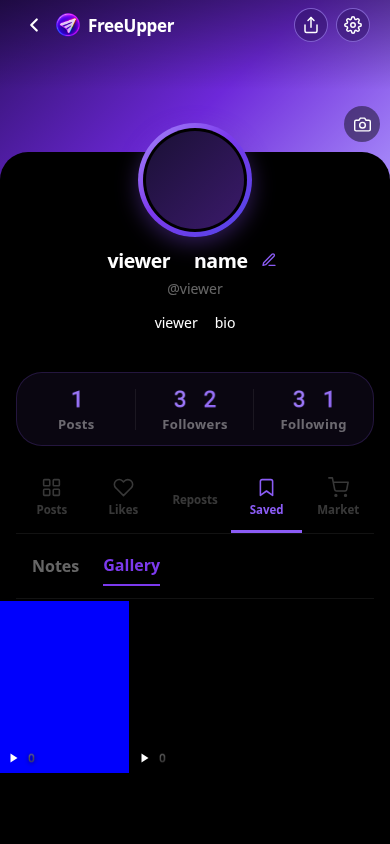 FreeUpper
viewer name
@viewer
viewer bio
1 3 2 3 1
Posts Followers Following
Posts Likes Reposts Saved Market
Notes Gallery
0 0